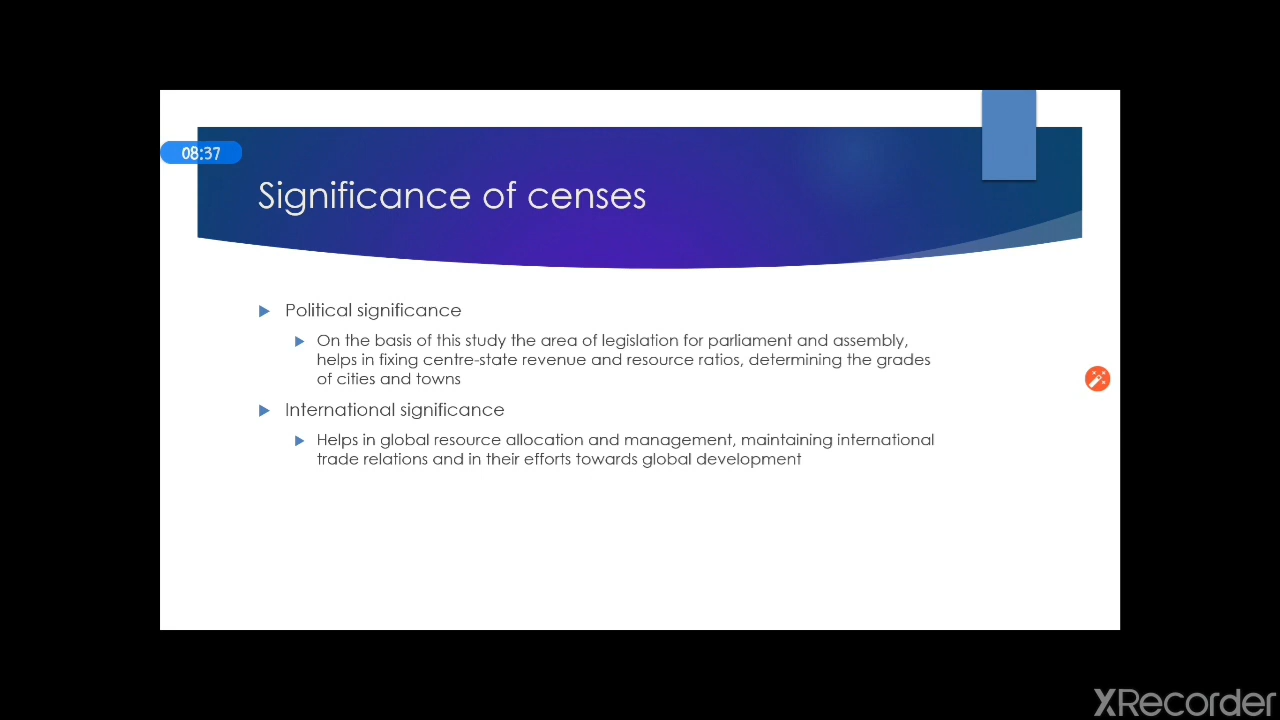 08:37
Significance of censes
Political significance
On the basis of this study the area of legislation for parliament and assembly,
helps in fixing centre-state revenue and resource ratios, determining the grades
of cities and towns
International significance
Helps in global resource allocation and management, maintaining international
trade relations and in their efforts towards global development
XRecorder